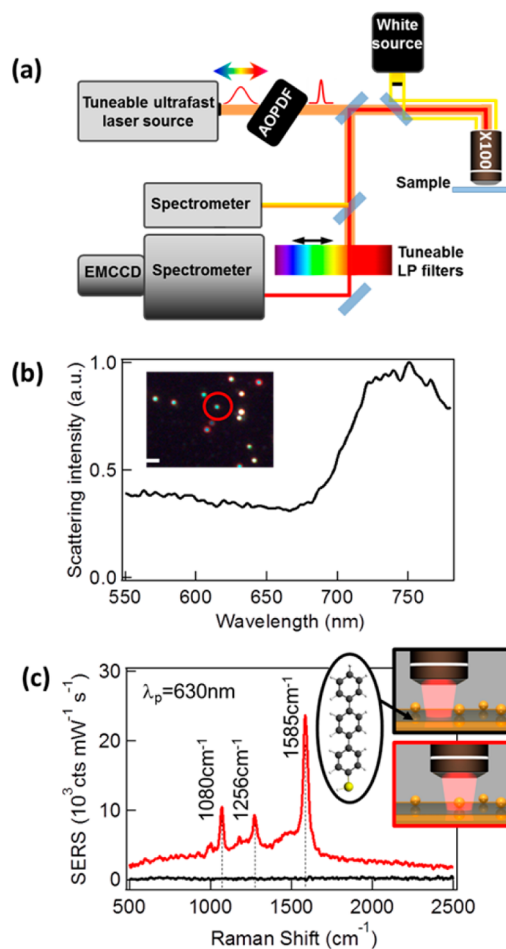 (a)
White
source
Tuneable ultrafast
laser source
AOPDF
X100
Sample
Spectrometer
EMCCD
Spectrometer
Tuneable
LP filters
(b)
Scattering intensity (a.u.)
1.0
0.5
0.0
550
600
650
700
750
Wavelength (nm)
(c)
SERS (10³cts mW⁻¹ s⁻¹)
30
20
10
0
λp=630nm
1080cm⁻¹
1256cm⁻¹
1585cm⁻¹
500
1000
1500
2000
2500
Raman Shift (cm⁻¹)